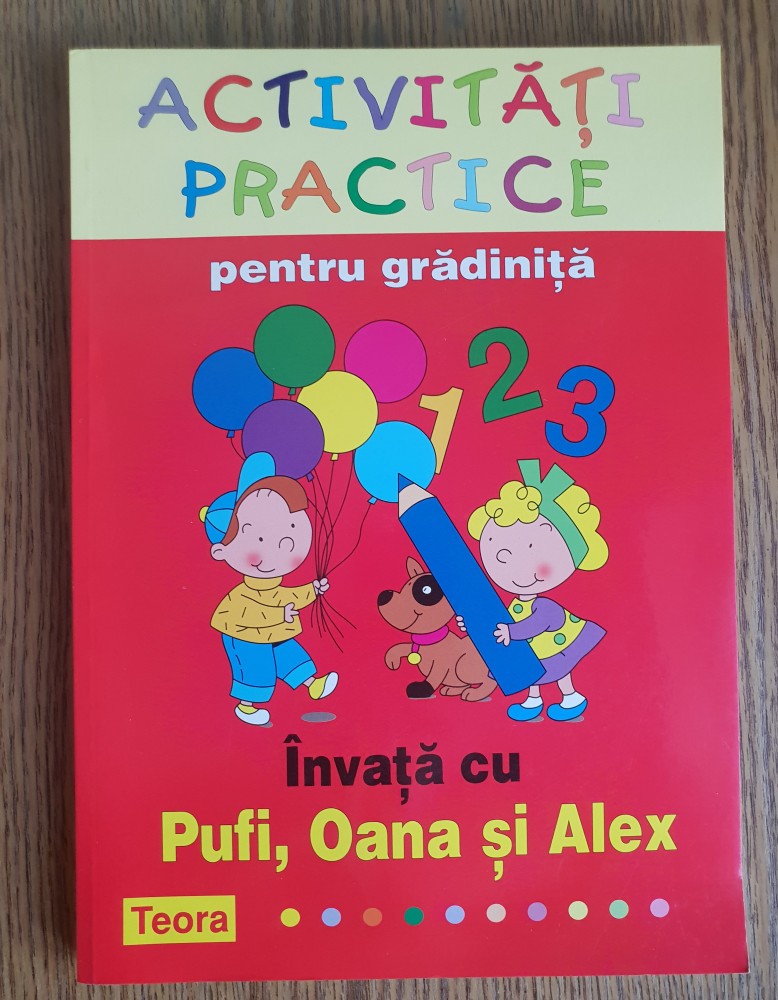 ACTIVITĂȚI
PRACTICE
pentru grădiniță
1 2 3
Învață cu
Pufi, Oana și Alex
Teora